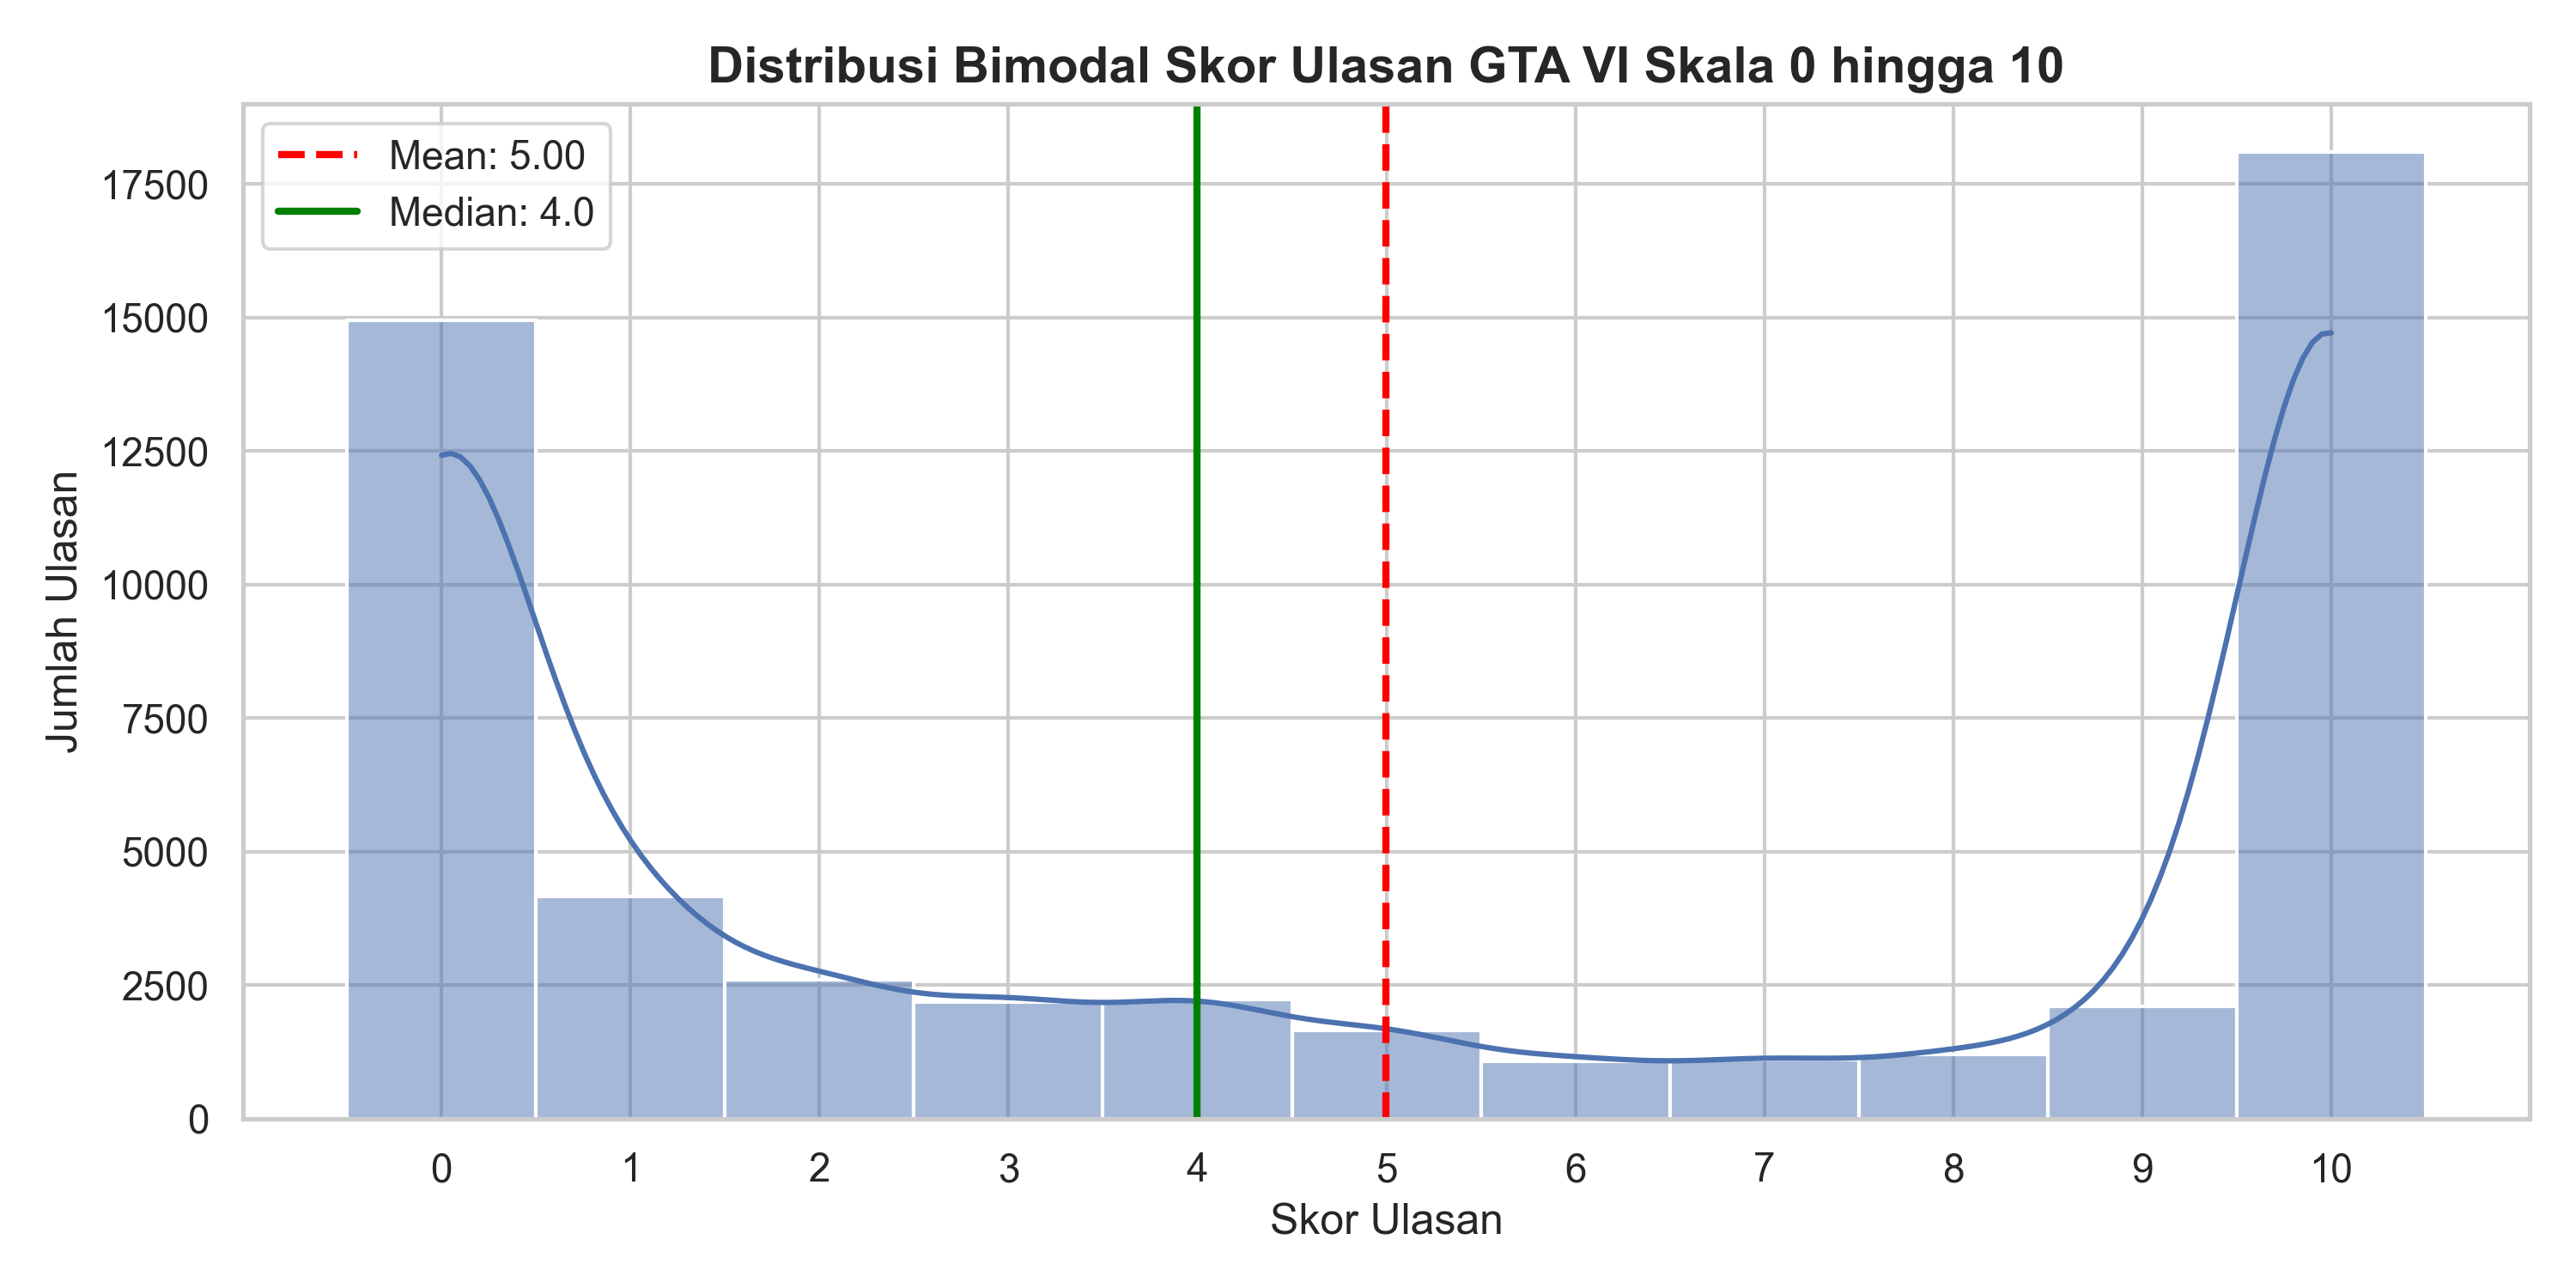 Distribusi Bimodal Skor Ulasan GTA VI Skala 0 hingga 10
Mean: 5.00
Median: 4.0
17500
15000
12500
10000
7500
5000
2500
0
Jumlah Ulasan
0 1 2 3 4 5 6 7 8 9 10
Skor Ulasan